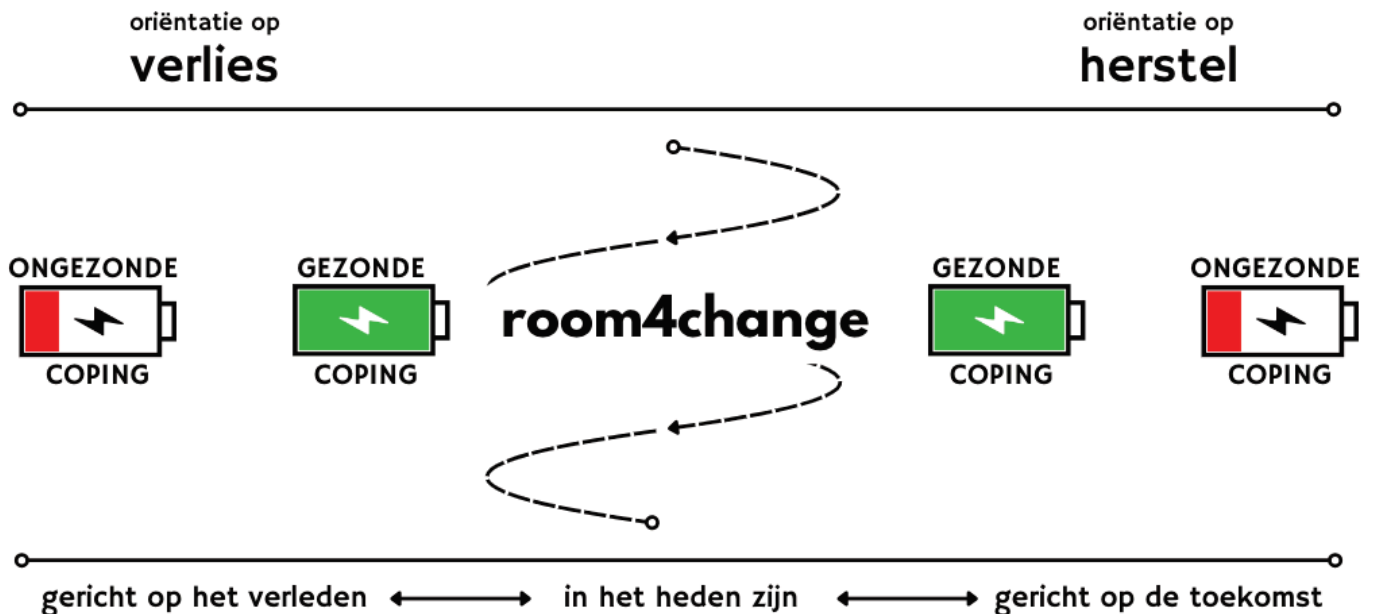 oriëntatie op
verlies
oriëntatie op
herstel
ONGEZONDE
COPING
GEZONDE
COPING
room4change
GEZONDE
COPING
ONGEZONDE
COPING
gericht op het verleden
in het heden zijn
gericht op de toekomst